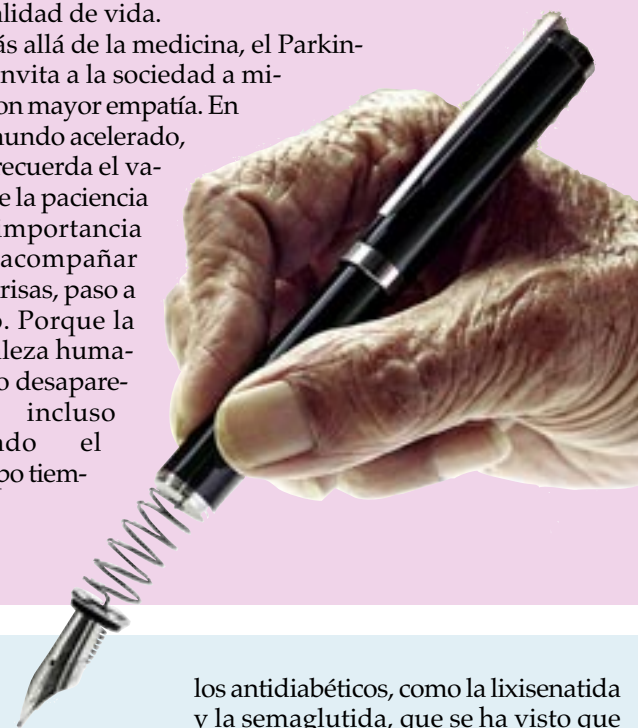 lidad de vida.
ás allá de la medicina, el Parkin-
nvita a la sociedad a mi-
on mayor empatía. En
mundo acelerado,
recuerda el va-
e la paciencia
importancia
acompañar
risas, paso a
o. Porque la
leza huma-
o desapare-
incluso
ndo el
po tiem-
los antidiabéticos, como la lixisenatida
y la semaglutida, que se ha visto que